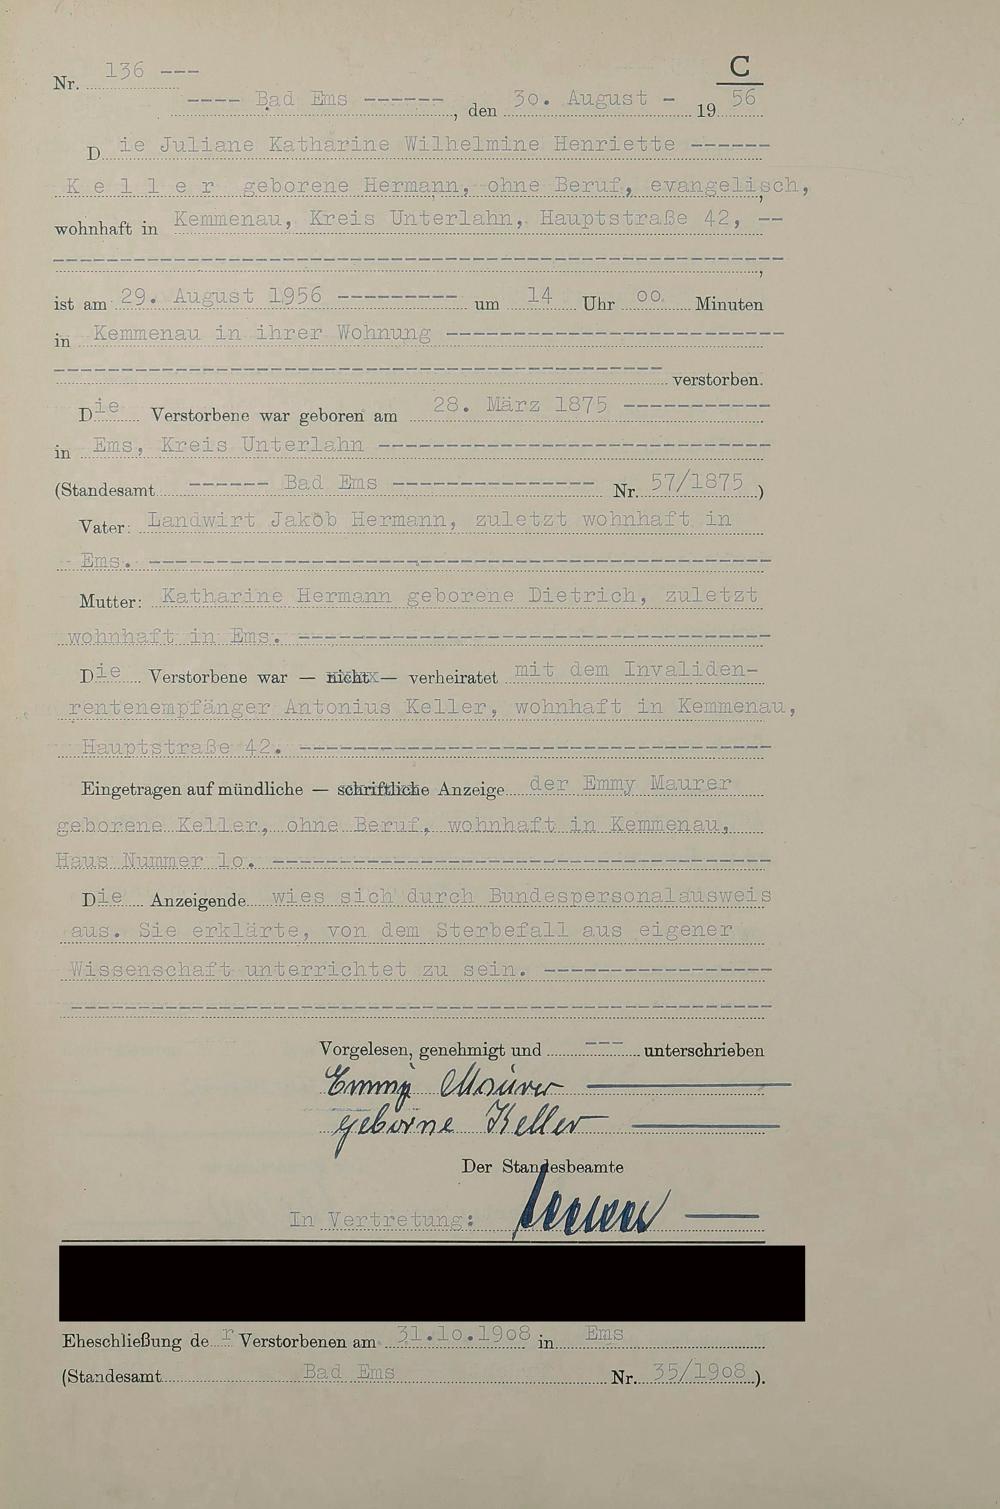 C
Nr. 136 ---
---- Bad Ems ------, den 30. August - 1956
Die Juliane Katharine Wilhelmine Henriette ------
K e l l e r geborene Hermann, ohne Beruf, evangelisch,
wohnhaft in Kemmenau, Kreis Unterlahn, Hauptstraße 42, --
,
ist am 29. August 1956 --------- um 14 Uhr oo Minuten
in Kemmenau in ihrer Wohnung -------------------------
verstorben.
Die Verstorbene war geboren am 28. März 1875 -----------
in Ems, Kreis Unterlahn -----------------------------
(Standesamt ------ Bad Ems --------------- Nr. 57/1875)
Vater: Landwirt Jakob Hermann, zuletzt wohnhaft in
Ems. ----------------------------------------------
Mutter: Katharine Hermann geborene Dietrich, zuletzt
wohnhaft in Ems. -----------------------------------
Die Verstorbene war — nicht — verheiratet mit dem Invaliden-
rentenempfänger Antonius Keller, wohnhaft in Kemmenau,
Hauptstraße 42. -----------------------------------
Eingetragen auf mündliche — schriftliche Anzeige der Emmy Maurer
geborene Keller, ohne Beruf, wohnhaft in Kemmenau,
Haus Nummer 1o. -------------------------------------
Die Anzeigende wies sich durch Bundespersonalausweis
aus. Sie erklärte, von dem Sterbefall aus eigener
Wissenschaft unterrichtet zu sein. -----------------
----------------------------------------------------
Vorgelesen, genehmigt und --- unterschrieben
Emmy Maurer
geborne Keller
Der Standesbeamte
In Vertretung:
Eheschließung der Verstorbenen am 31.1o.19o8 in Ems
(Standesamt Bad Ems Nr. 35/19o8).